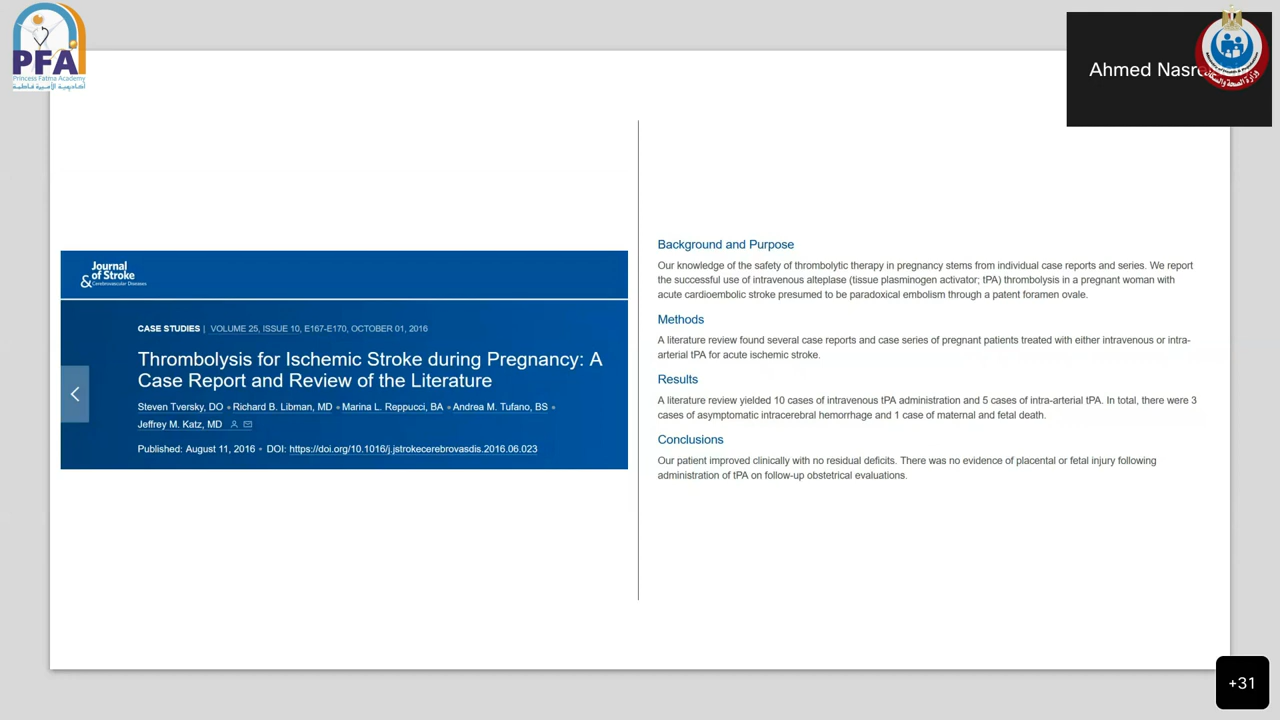 PFA
Princess Fatma Academy
أكاديمية الأميرة فاطمة
Ahmed Nasre
وزارة الصحة والسكان
Journal
of Stroke
& Cerebrovascular Diseases
CASE STUDIES | VOLUME 25, ISSUE 10, E167-E170, OCTOBER 01, 2016
Thrombolysis for Ischemic Stroke during Pregnancy: A
Case Report and Review of the Literature
Steven Tversky, DO • Richard B. Libman, MD • Marina L. Reppucci, BA • Andrea M. Tufano, BS •
Jeffrey M. Katz, MD
Published: August 11, 2016 • DOI: https://doi.org/10.1016/j.jstrokecerebrovasdis.2016.06.023
Background and Purpose
Our knowledge of the safety of thrombolytic therapy in pregnancy stems from individual case reports and series. We report
the successful use of intravenous alteplase (tissue plasminogen activator; tPA) thrombolysis in a pregnant woman with
acute cardioembolic stroke presumed to be paradoxical embolism through a patent foramen ovale.
Methods
A literature review found several case reports and case series of pregnant patients treated with either intravenous or intra-
arterial tPA for acute ischemic stroke.
Results
A literature review yielded 10 cases of intravenous tPA administration and 5 cases of intra-arterial tPA. In total, there were 3
cases of asymptomatic intracerebral hemorrhage and 1 case of maternal and fetal death.
Conclusions
Our patient improved clinically with no residual deficits. There was no evidence of placental or fetal injury following
administration of tPA on follow-up obstetrical evaluations.
+31